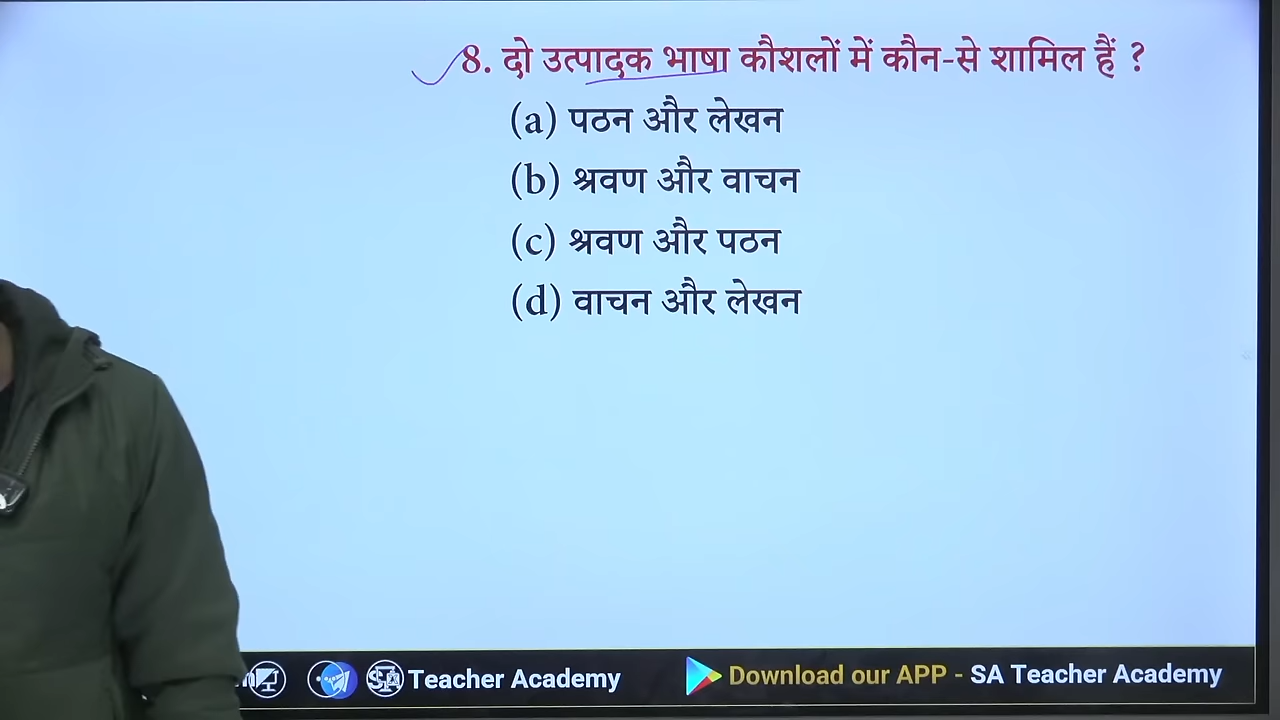 8. दो उत्पादक भाषा कौशलों में कौन-से शामिल हैं ?
(a) पठन और लेखन
(b) श्रवण और वाचन
(c) श्रवण और पठन
(d) वाचन और लेखन
Teacher Academy
Download our APP - SA Teacher Academy